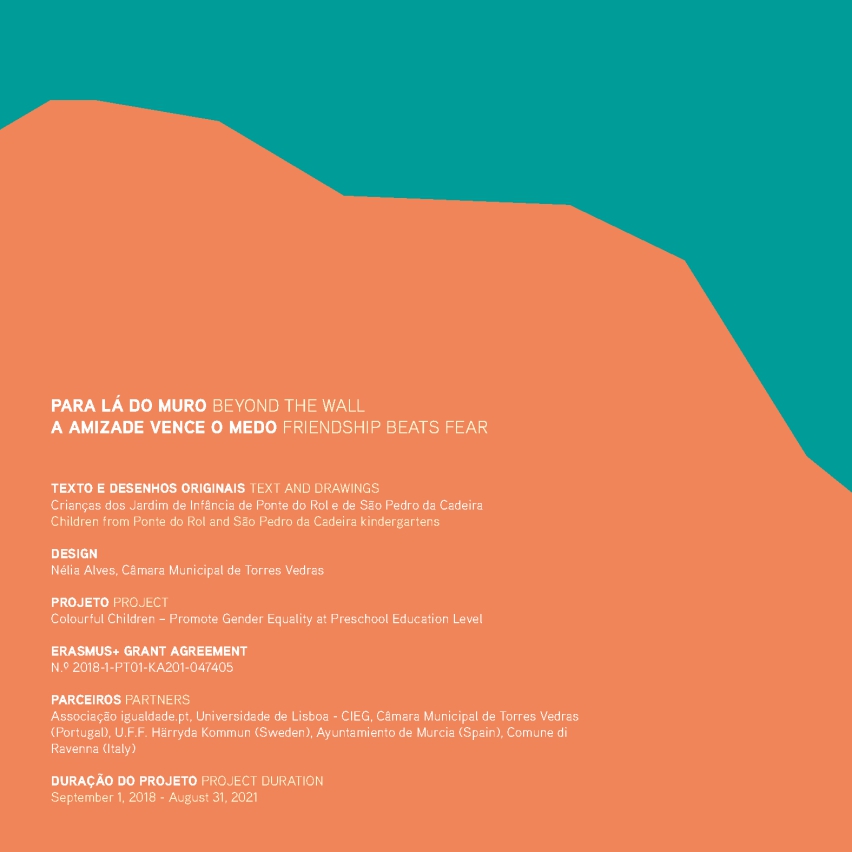 PARA LÁ DO MURO BEYOND THE WALL
A AMIZADE VENCE O MEDO FRIENDSHIP BEATS FEAR
TEXTO E DESENHOS ORIGINAIS TEXT AND DRAWINGS
Crianças dos Jardim de Infância de Ponte do Rol e de São Pedro da Cadeira
Children from Ponte do Rol and São Pedro da Cadeira kindergartens
DESIGN
Nélia Alves, Câmara Municipal de Torres Vedras
PROJETO PROJECT
Colourful Children – Promote Gender Equality at Preschool Education Level
ERASMUS+ GRANT AGREEMENT
N.º 2018-1-PT01-KA201-047405
PARCEIROS PARTNERS
Associação igualdade.pt, Universidade de Lisboa - CIEG, Câmara Municipal de Torres Vedras
(Portugal), U.F.F. Härryda Kommun (Sweden), Ayuntamiento de Murcia (Spain), Comune di
Ravenna (Italy)
DURAÇÃO DO PROJETO PROJECT DURATION
September 1, 2018 - August 31, 2021